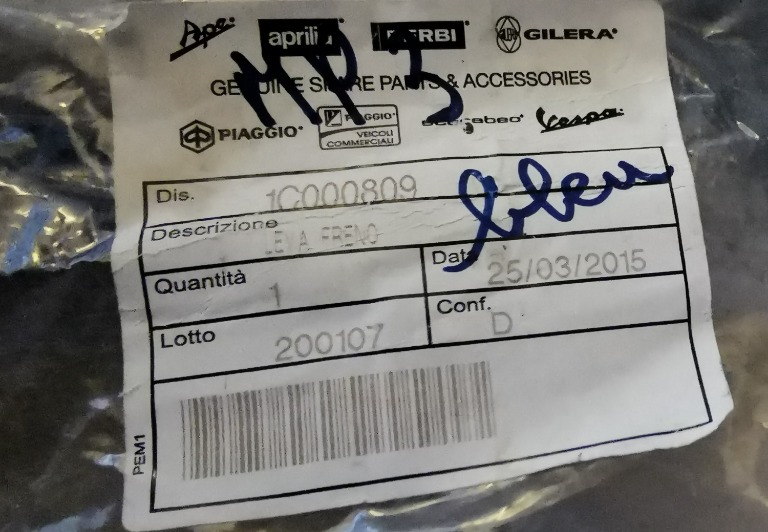 Ape aprilia DERBI GILERA
MP3
GENUINE SPARE PARTS & ACCESSORIES
PIAGGIO PIAGGIO VEICOLI COMMERCIALI Scarabeo Vespa
Dis. 1C000809
Descrizione LEVA FRENO
Quantità 1 Data 25/03/2015
Lotto 200107 Conf. D
PEM1